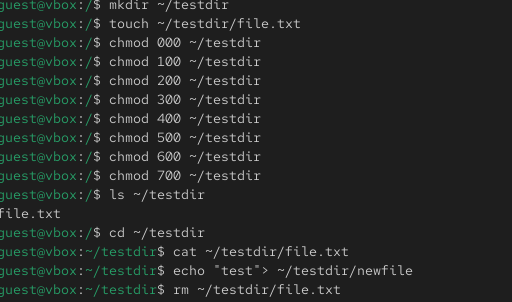 guest@vbox:/$ mkdir ~/testdir
guest@vbox:/$ touch ~/testdir/file.txt
guest@vbox:/$ chmod 000 ~/testdir
guest@vbox:/$ chmod 100 ~/testdir
guest@vbox:/$ chmod 200 ~/testdir
guest@vbox:/$ chmod 300 ~/testdir
guest@vbox:/$ chmod 400 ~/testdir
guest@vbox:/$ chmod 500 ~/testdir
guest@vbox:/$ chmod 600 ~/testdir
guest@vbox:/$ chmod 700 ~/testdir
guest@vbox:/$ ls ~/testdir
file.txt
guest@vbox:/$ cd ~/testdir
guest@vbox:~/testdir$ cat ~/testdir/file.txt
guest@vbox:~/testdir$ echo "test"> ~/testdir/newfile
guest@vbox:~/testdir$ rm ~/testdir/file.txt